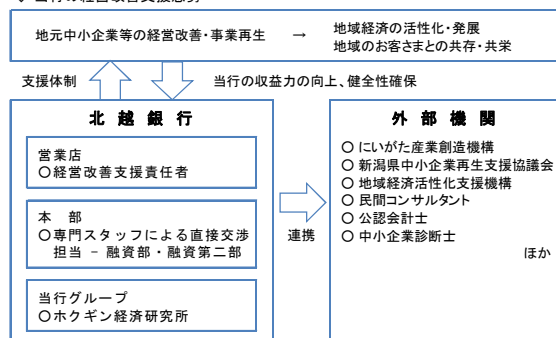 地元中小企業等の経営改善・事業再生 → 地域経済の活性化・発展
地域のお客さまとの共存・共栄
支援体制
当行の収益力の向上、健全性確保
北越銀行
営業店
○経営改善支援責任者
本 部
○専門スタッフによる直接交渉
担当 － 融資部・融資第二部
当行グループ
○ホクギン経済研究所
連携
外部機関
○ にいがた産業創造機構
○ 新潟県中小企業再生支援協議会
○ 地域経済活性化支援機構
○ 民間コンサルタント
○ 公認会計士
○ 中小企業診断士
ほか